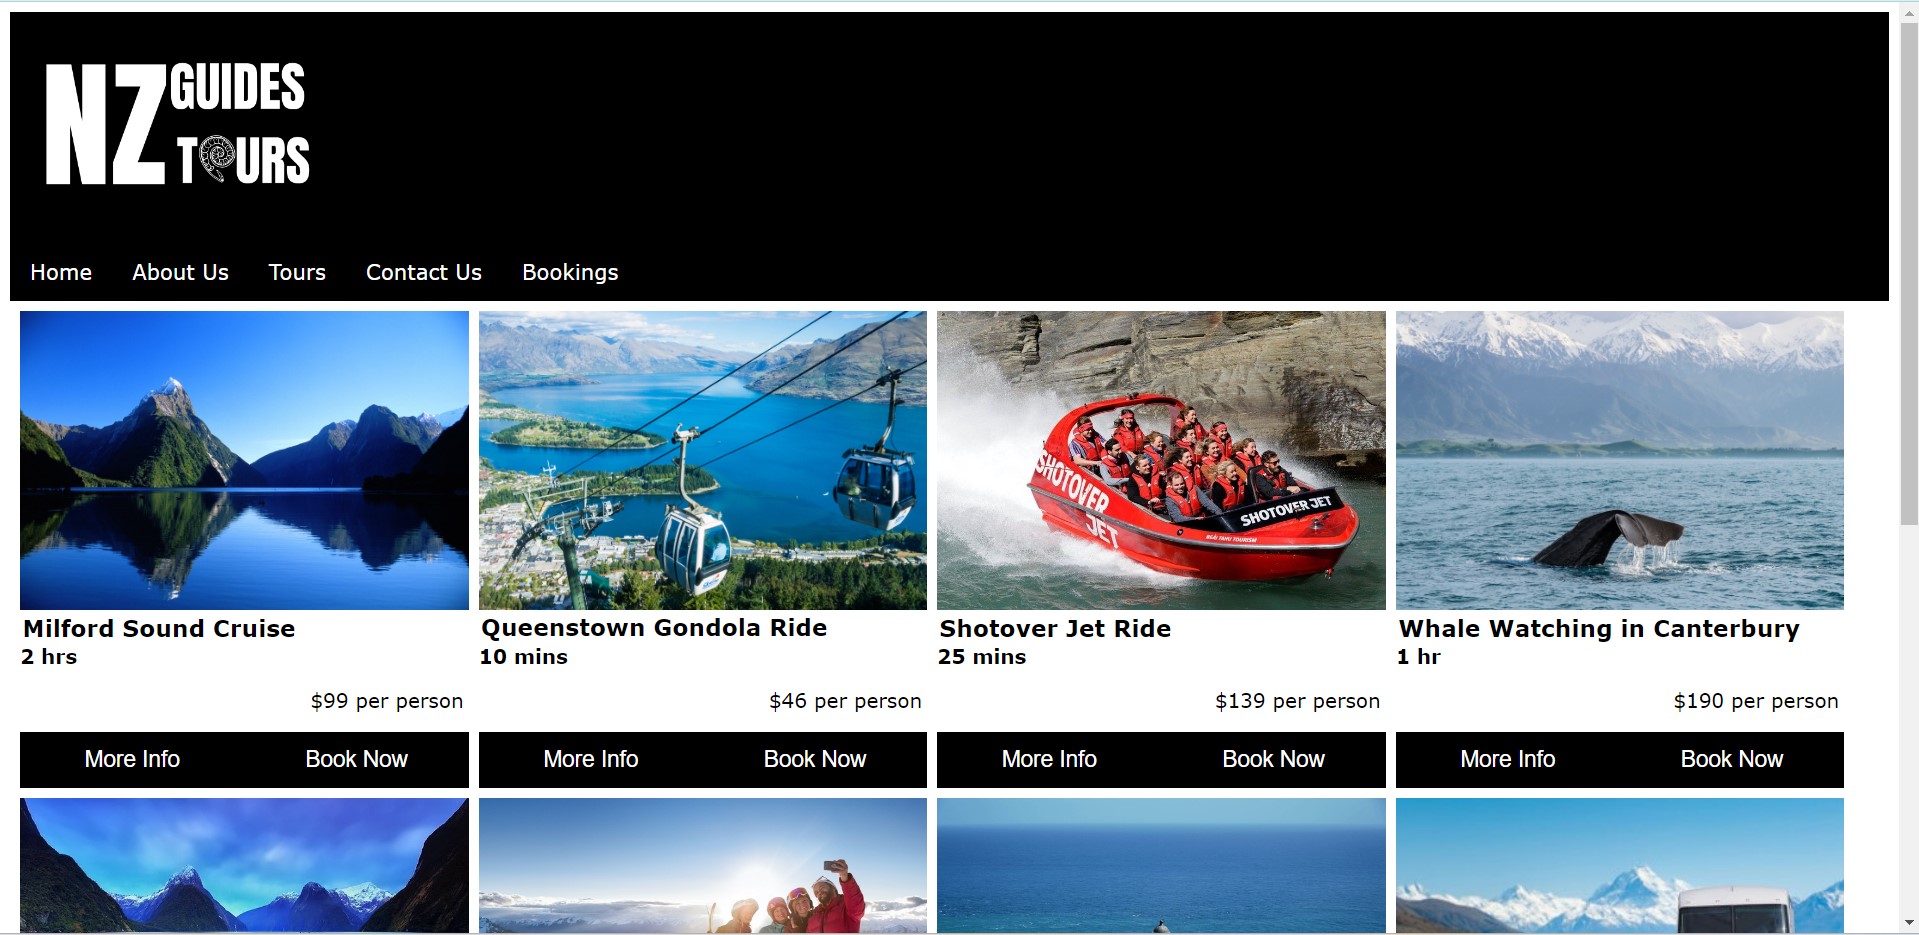 NZ GUIDES
TOURS
Home About Us Tours Contact Us Bookings
SHOTOVER
JET
SHOTOVER JET
NGĀI TAHU TOURISM
Milford Sound Cruise
2 hrs
$99 per person
More Info Book Now
Queenstown Gondola Ride
10 mins
$46 per person
More Info Book Now
Shotover Jet Ride
25 mins
$139 per person
More Info Book Now
Whale Watching in Canterbury
1 hr
$190 per person
More Info Book Now